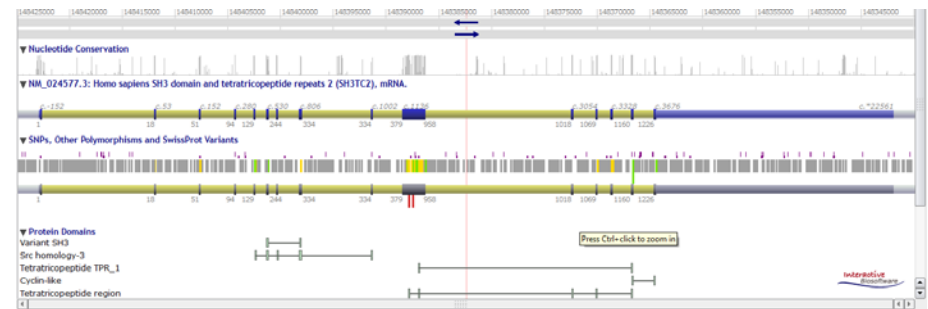 148425000 148420000 148415000 148410000 148405000 148400000 148395000 148390000 148385000 148380000 148375000 148370000 148365000 148360000 148355000 148350000 148345000
Nucleotide Conservation
NM_024577.3: Homo sapiens SH3 domain and tetratricopeptide repeats 2 (SH3TC2), mRNA.
c.-152 c.53 c.152 c.280 c.530 c.806 c.1002 c.1136 c.3054 c.3328 c.3676 c.*22561
1 18 51 94 129 244 334 334 379 958 1018 1069 1160 1226
SNPs, Other Polymorphisms and SwissProt Variants
1 18 51 94 129 244 334 334 379 958 1018 1069 1160 1226
Protein Domains
Variant SH3
Press Ctrl+click to zoom in
Src homology-3
Tetratricopeptide TPR_1
Cyclin-like
Interactive
Biosoftware
Tetratricopeptide region